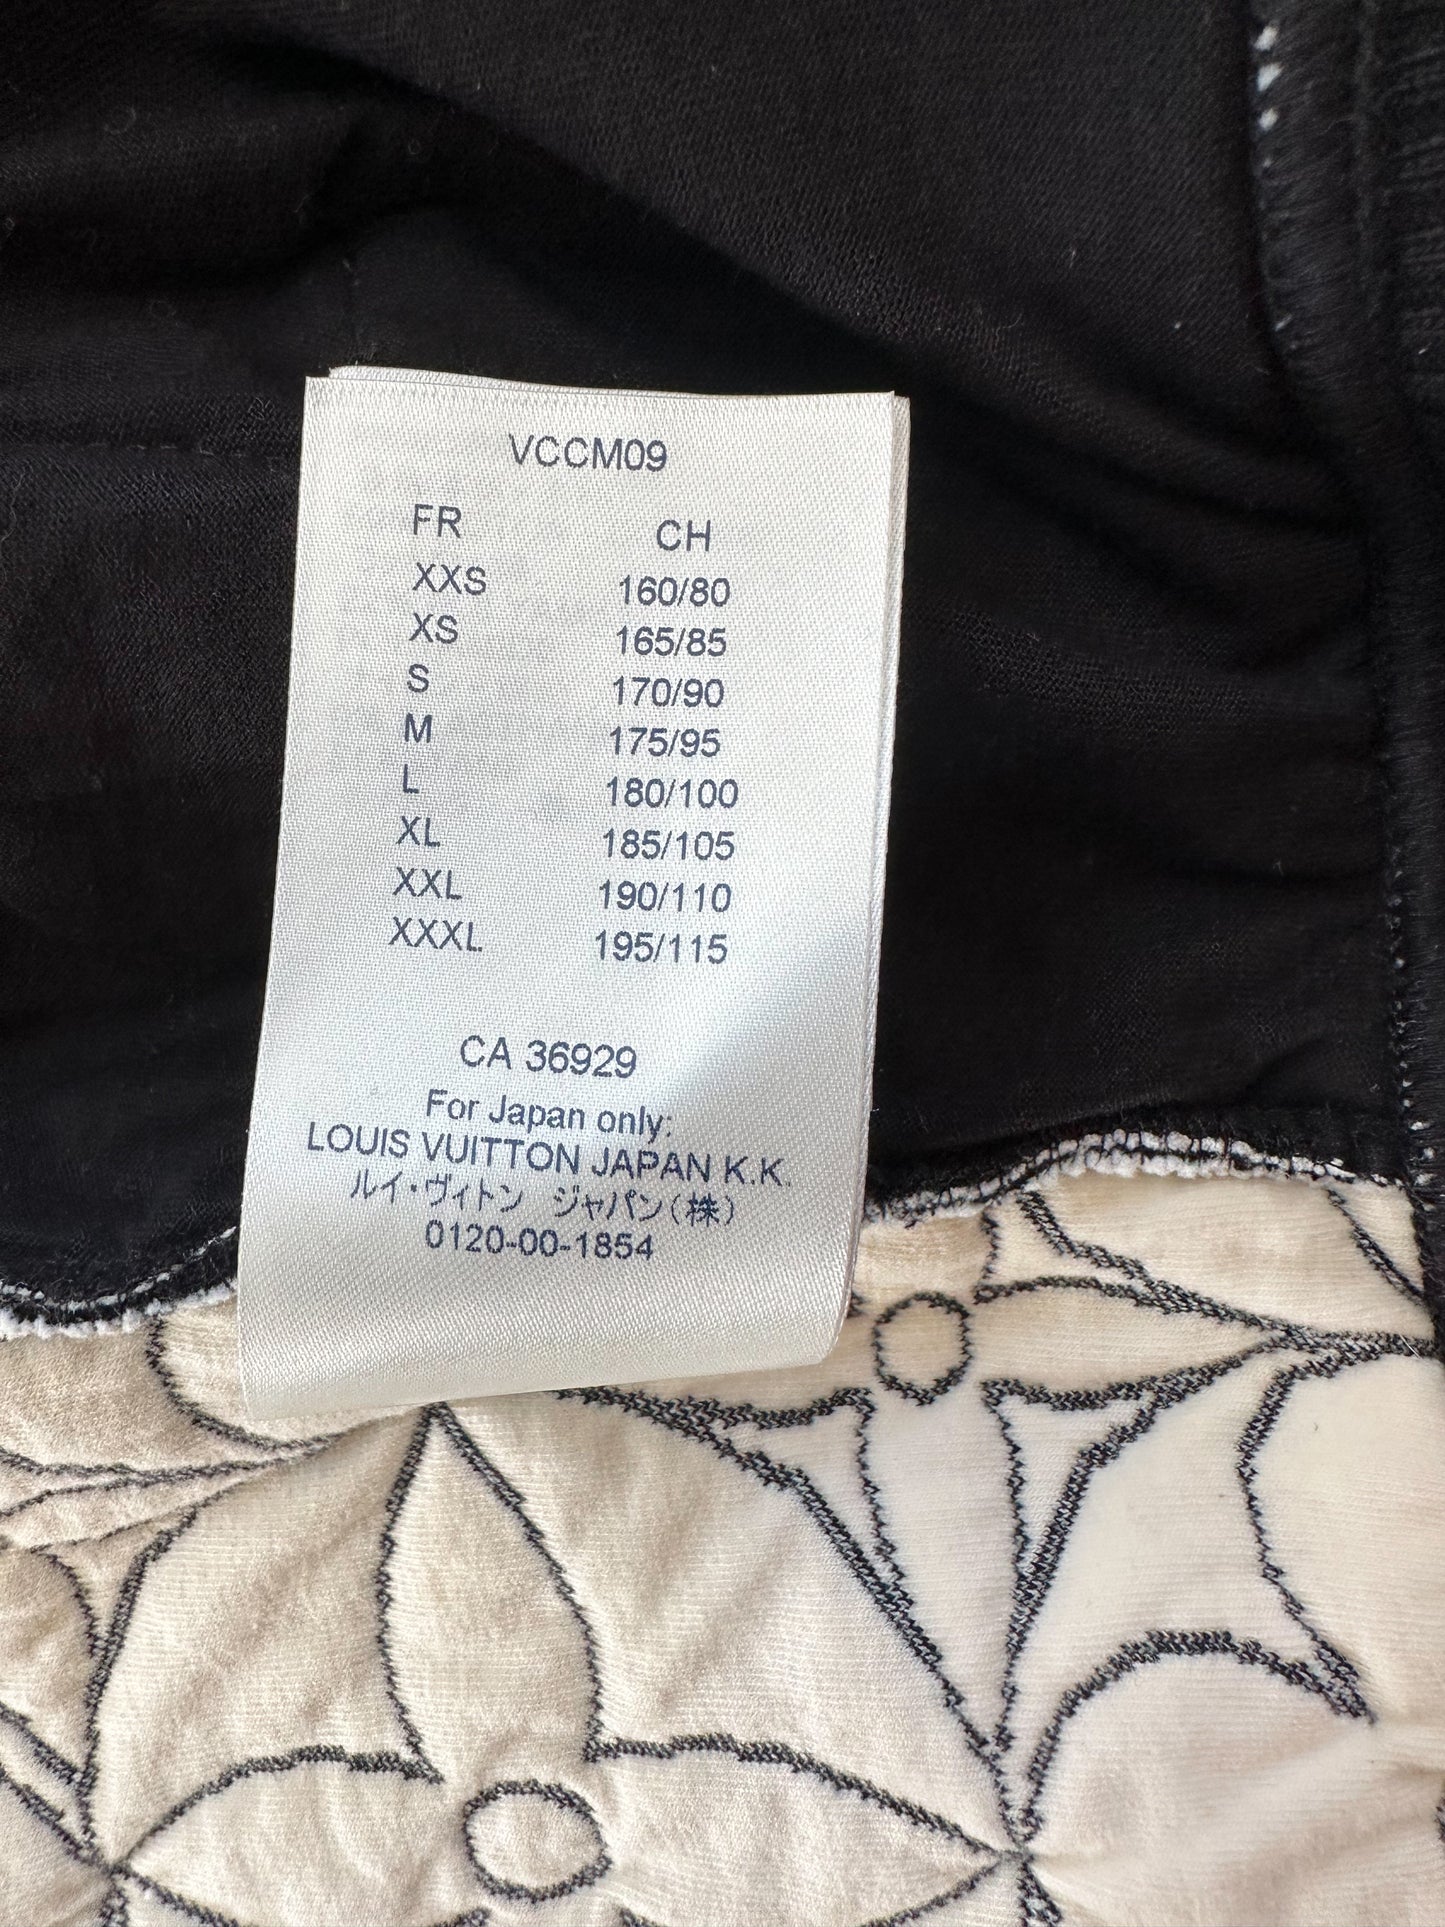 VCCM09
FR CH
XXS 160/80
XS 165/85
S 170/90
M 175/95
L 180/100
XL 185/105
XXL 190/110
XXXL 195/115
CA 36929
For Japan only:
LOUIS VUITTON JAPAN K.K.
ルイ・ヴィトン ジャパン(株)
0120-00-1854